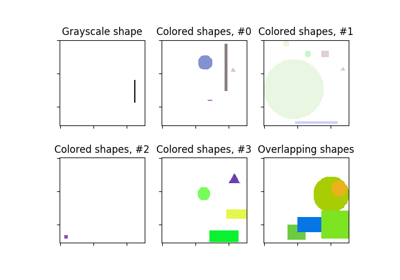 Grayscale shape
Colored shapes, #0
Colored shapes, #1
Colored shapes, #2
Colored shapes, #3
Overlapping shapes